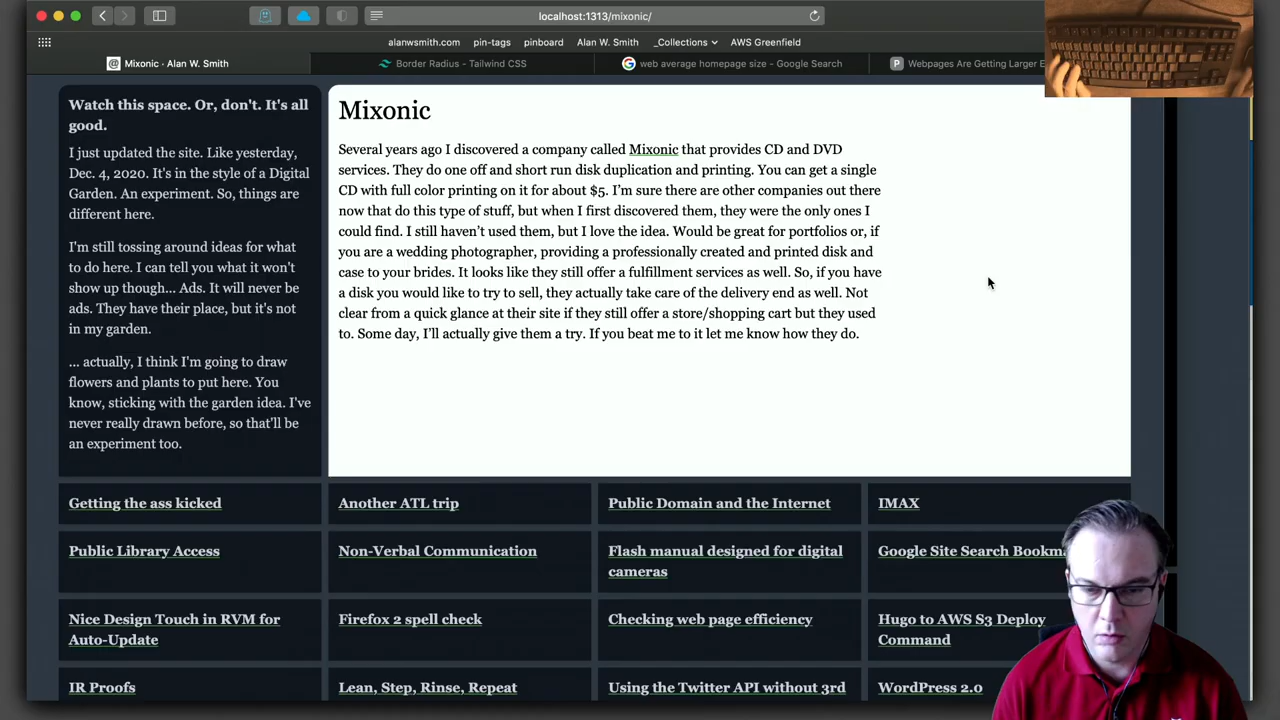 localhost:1313/mixonic/
alanwsmith.com pin-tags pinboard Alan W. Smith _Collections AWS Greenfield
Mixonic - Alan W. Smith
Border Radius - Tailwind CSS
web average homepage size - Google Search
Webpages Are Getting Larger E
Watch this space. Or, don't. It's all
good.
I just updated the site. Like yesterday,
Dec. 4, 2020. It's in the style of a Digital
Garden. An experiment. So, things are
different here.
I'm still tossing around ideas for what
to do here. I can tell you what it won't
show up though... Ads. It will never be
ads. They have their place, but it's not
in my garden.
... actually, I think I'm going to draw
flowers and plants to put here. You
know, sticking with the garden idea. I've
never really drawn before, so that'll be
an experiment too.
Mixonic
Several years ago I discovered a company called Mixonic that provides CD and DVD
services. They do one off and short run disk duplication and printing. You can get a single
CD with full color printing on it for about $5. I'm sure there are other companies out there
now that do this type of stuff, but when I first discovered them, they were the only ones I
could find. I still haven't used them, but I love the idea. Would be great for portfolios or, if
you are a wedding photographer, providing a professionally created and printed disk and
case to your brides. It looks like they still offer a fulfillment services as well. So, if you have
a disk you would like to try to sell, they actually take care of the delivery end as well. Not
clear from a quick glance at their site if they still offer a store/shopping cart but they used
to. Some day, I'll actually give them a try. If you beat me to it let me know how they do.
Getting the ass kicked
Another ATL trip
Public Domain and the Internet
IMAX
Public Library Access
Non-Verbal Communication
Flash manual designed for digital
cameras
Google Site Search Bookma
Nice Design Touch in RVM for
Auto-Update
Firefox 2 spell check
Checking web page efficiency
Hugo to AWS S3 Deploy
Command
IR Proofs
Lean, Step, Rinse, Repeat
Using the Twitter API without 3rd
WordPress 2.0